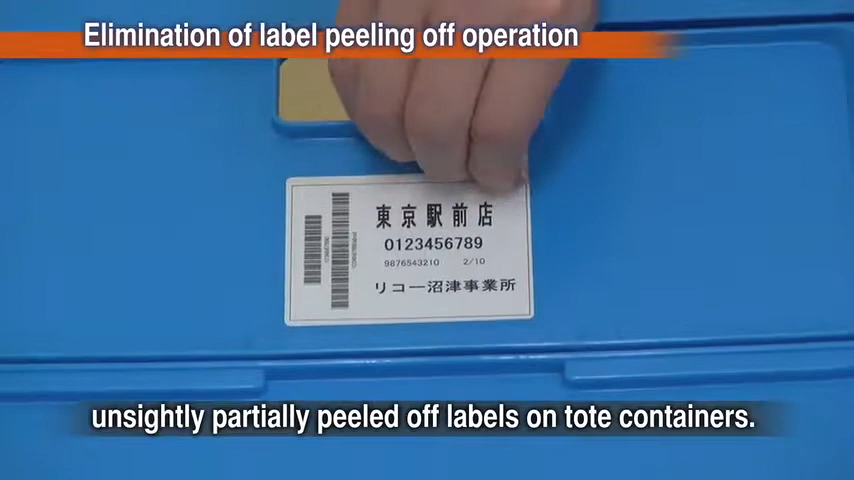 Elimination of label peeling off operation
東京駅前店
0123456789
9876543210 2/10
リコー沼津事業所
unsightly partially peeled off labels on tote containers.